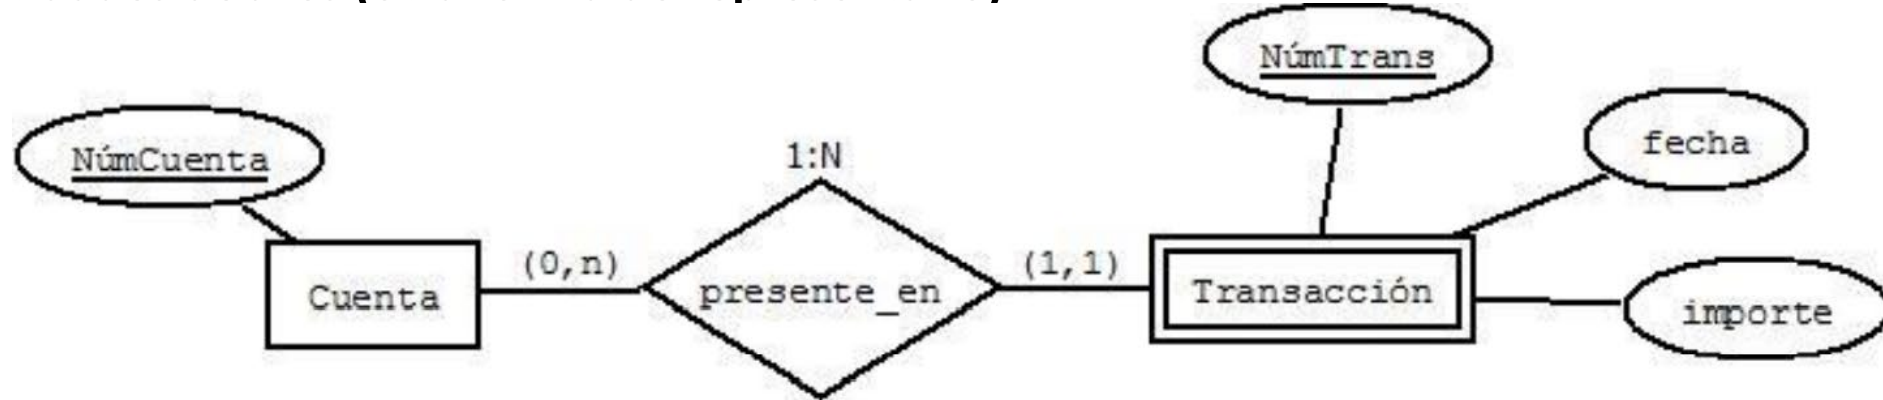 NúmTrans
fecha
NúmCuenta
1:N
(0,n)
(1,1)
Cuenta
presente_en
Transacción
importe